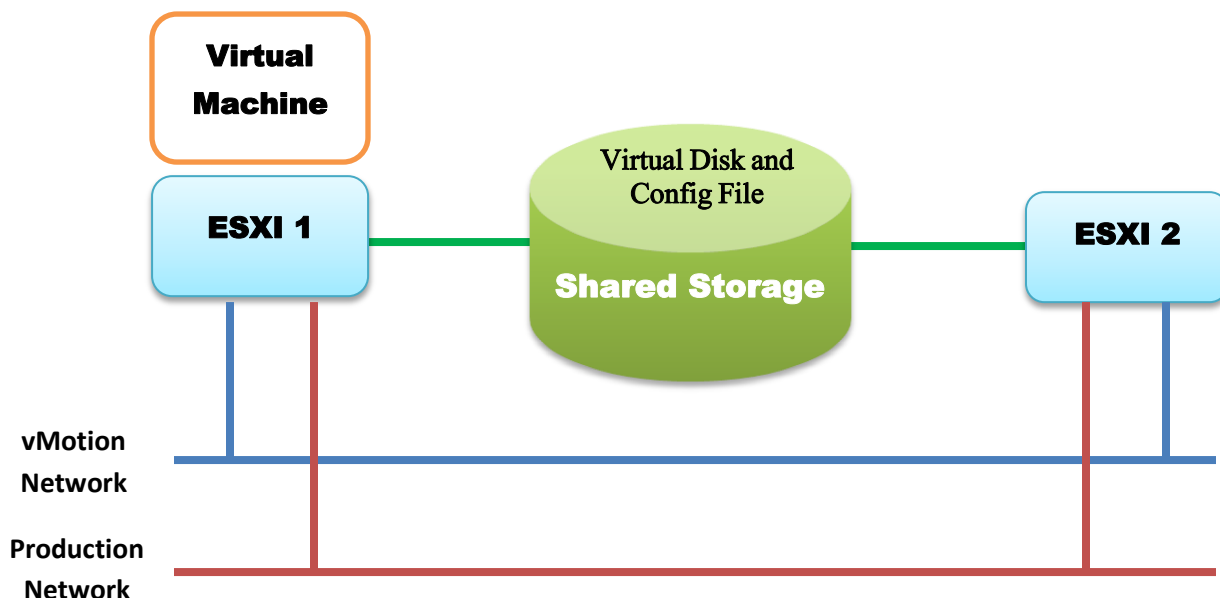 Virtual
Machine
ESXI 1
Virtual Disk and
Config File
Shared Storage
ESXI 2
vMotion
Network
Production
Network